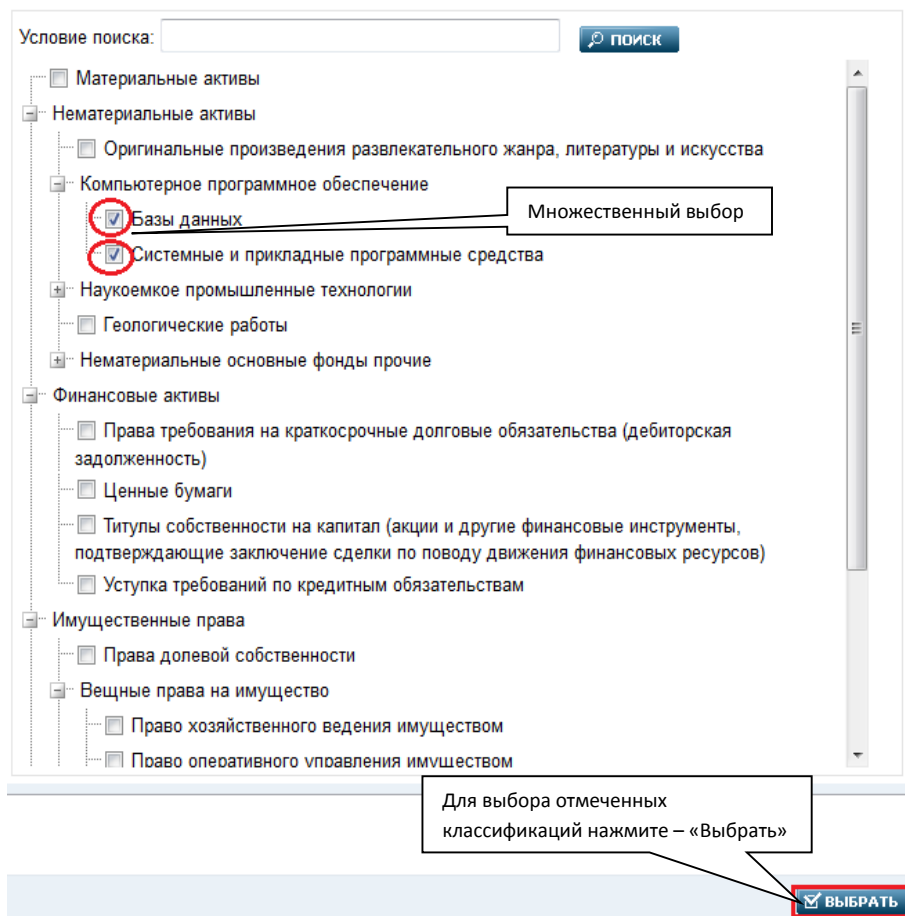 Условие поиска:
ПОИСК
Материальные активы
Нематериальные активы
Оригинальные произведения развлекательного жанра, литературы и искусства
Компьютерное программное обеспечение
Базы данных
Множественный выбор
Системные и прикладные программные средства
Наукоемкое промышленные технологии
Геологические работы
Нематериальные основные фонды прочие
Финансовые активы
Права требования на краткосрочные долговые обязательства (дебиторская
задолженность)
Ценные бумаги
Титулы собственности на капитал (акции и другие финансовые инструменты,
подтверждающие заключение сделки по поводу движения финансовых ресурсов)
Уступка требований по кредитным обязательствам
Имущественные права
Права долевой собственности
Вещные права на имущество
Право хозяйственного ведения имуществом
Право оперативного управления имуществом
Для выбора отмеченных
классификаций нажмите – «Выбрать»
ВЫБРАТЬ